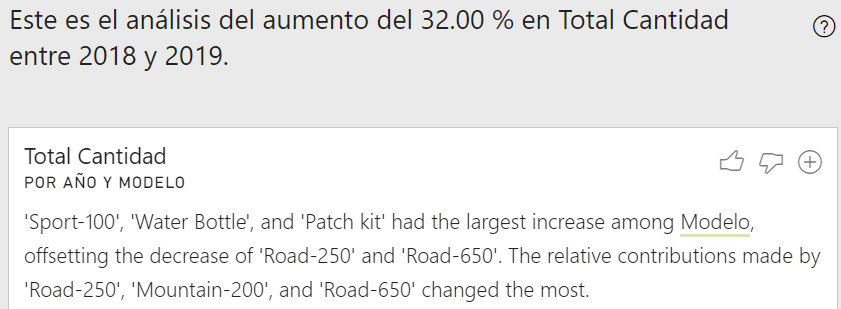 Este es el análisis del aumento del 32.00 % en Total Cantidad
entre 2018 y 2019.
Total Cantidad
POR AÑO Y MODELO
'Sport-100', 'Water Bottle', and 'Patch kit' had the largest increase among Modelo,
offsetting the decrease of 'Road-250' and 'Road-650'. The relative contributions made by
'Road-250', 'Mountain-200', and 'Road-650' changed the most.